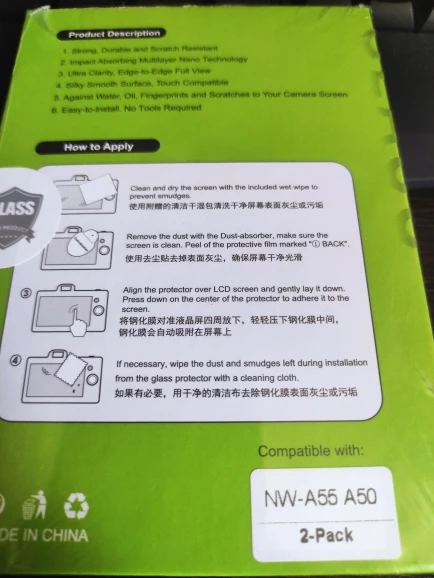 Product Description
1. Strong, Durable and Scratch Resistant
2. Impact Absorbing Multilayer Nano Technology
3. Ultra Clarity, Edge-to-Edge Full View
4. Silky Smooth Surface, Touch Compatible
5. Against Water, Oil, Fingerprints and Scratches to Your Camera Screen
6. Easy-to-Install, No Tools Required
How to Apply
LASS
PRODUCT
Clean and dry the screen with the included wet wipe to
prevent smudges.
使用附赠的清洁干湿包清洗干净屏幕表面灰尘或污垢
Remove the dust with the Dust-absorber, make sure the
screen is clean. Peel of the protective film marked "① BACK".
使用去尘贴去掉表面灰尘，确保屏幕干净光滑
③
Align the protector over LCD screen and gently lay it down.
Press down on the center of the protector to adhere it to the
screen.
将钢化膜对准液晶屏四周放下，轻轻压下钢化膜中间，
钢化膜会自动吸附在屏幕上
④
If necessary, wipe the dust and smudges left during installation
from the glass protector with a cleaning cloth.
如果有必要，用干净的清洁布去除钢化膜表面灰尘或污垢
Compatible with:
NW-A55 A50
2-Pack
DE IN CHINA